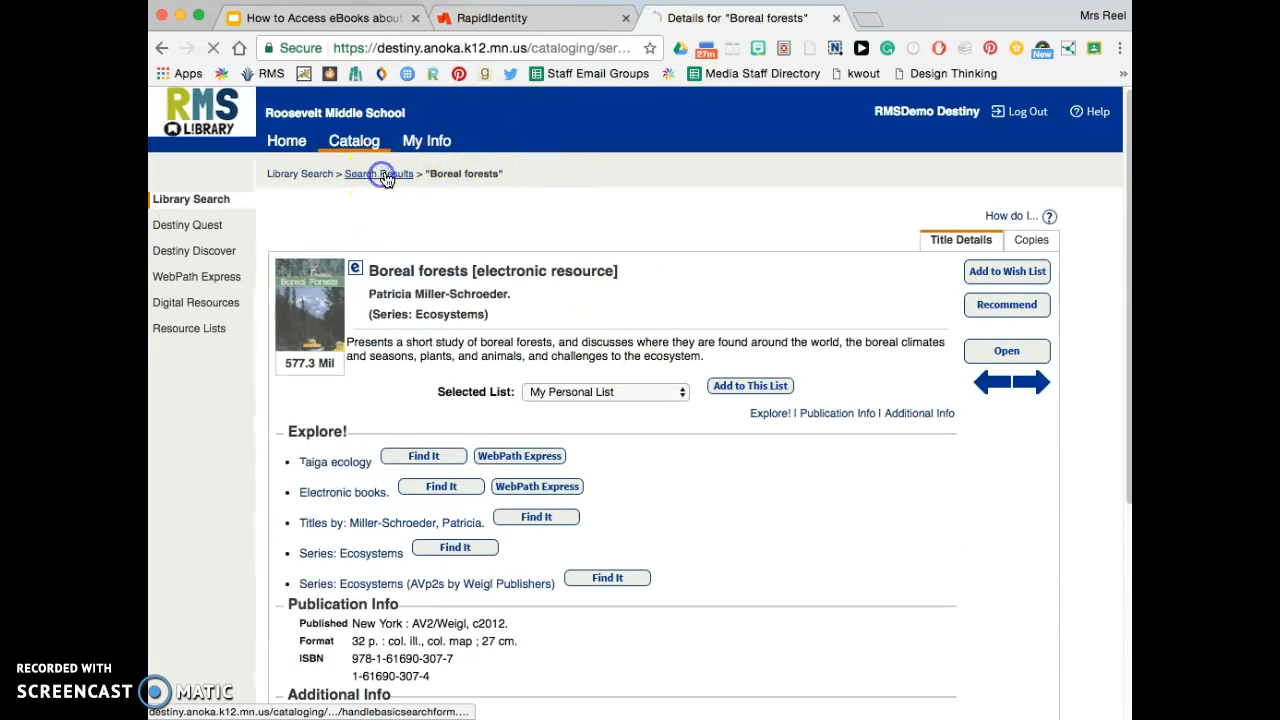 How to Access eBooks about × RapidIdentity × Details for "Boreal forests" × Mrs Reel
Secure https://destiny.anoka.k12.mn.us/cataloging/ser... 27m New
Apps RMS Staff Email Groups Media Staff Directory kwout Design Thinking »
RMS
LIBRARY
Roosevelt Middle School
RMSDemo Destiny Log Out ? Help
Home Catalog My Info
Library Search > Search Results > "Boreal forests"
Library Search
Destiny Quest
Destiny Discover
WebPath Express
Digital Resources
Resource Lists
How do I... ?
Title Details Copies
Boreal Forests
577.3 Mil
e Boreal forests [electronic resource]
Patricia Miller-Schroeder.
(Series: Ecosystems)
Add to Wish List
Recommend
Open
Presents a short study of boreal forests, and discusses where they are found around the world, the boreal climates
and seasons, plants, and animals, and challenges to the ecosystem.
Selected List: My Personal List Add to This List
Explore! I Publication Info I Additional Info
Explore!
• Taiga ecology Find It WebPath Express
• Electronic books. Find It WebPath Express
• Titles by: Miller-Schroeder, Patricia. Find It
• Series: Ecosystems Find It
• Series: Ecosystems (AVp2s by Weigl Publishers) Find It
Publication Info
Published New York : AV2/Weigl, c2012.
Format 32 p. : col. ill., col. map ; 27 cm.
ISBN 978-1-61690-307-7
1-61690-307-4
Additional Info
RECORDED WITH
SCREENCAST MATIC
destiny.anoka.k12.mn.us/cataloging/.../handlebasicsearchform....